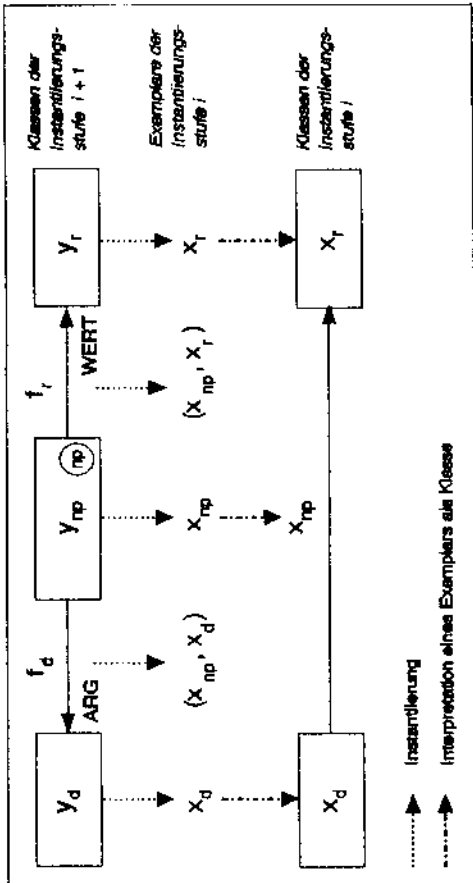 Klassen der
Instantiierungs-
stufe i + 1
Exemplare der
Instantiierungs-
stufe i
Klassen der
Instantiierungs-
stufe i
y_d
f_d
ARG
y_np
np
f_r
WERT
y_r
x_d
(x_np, x_d)
x_np
(x_np, x_r)
x_r
x_d
x_np
x_r
Instantiierung
Interpretation eines Exemplars als Klasse